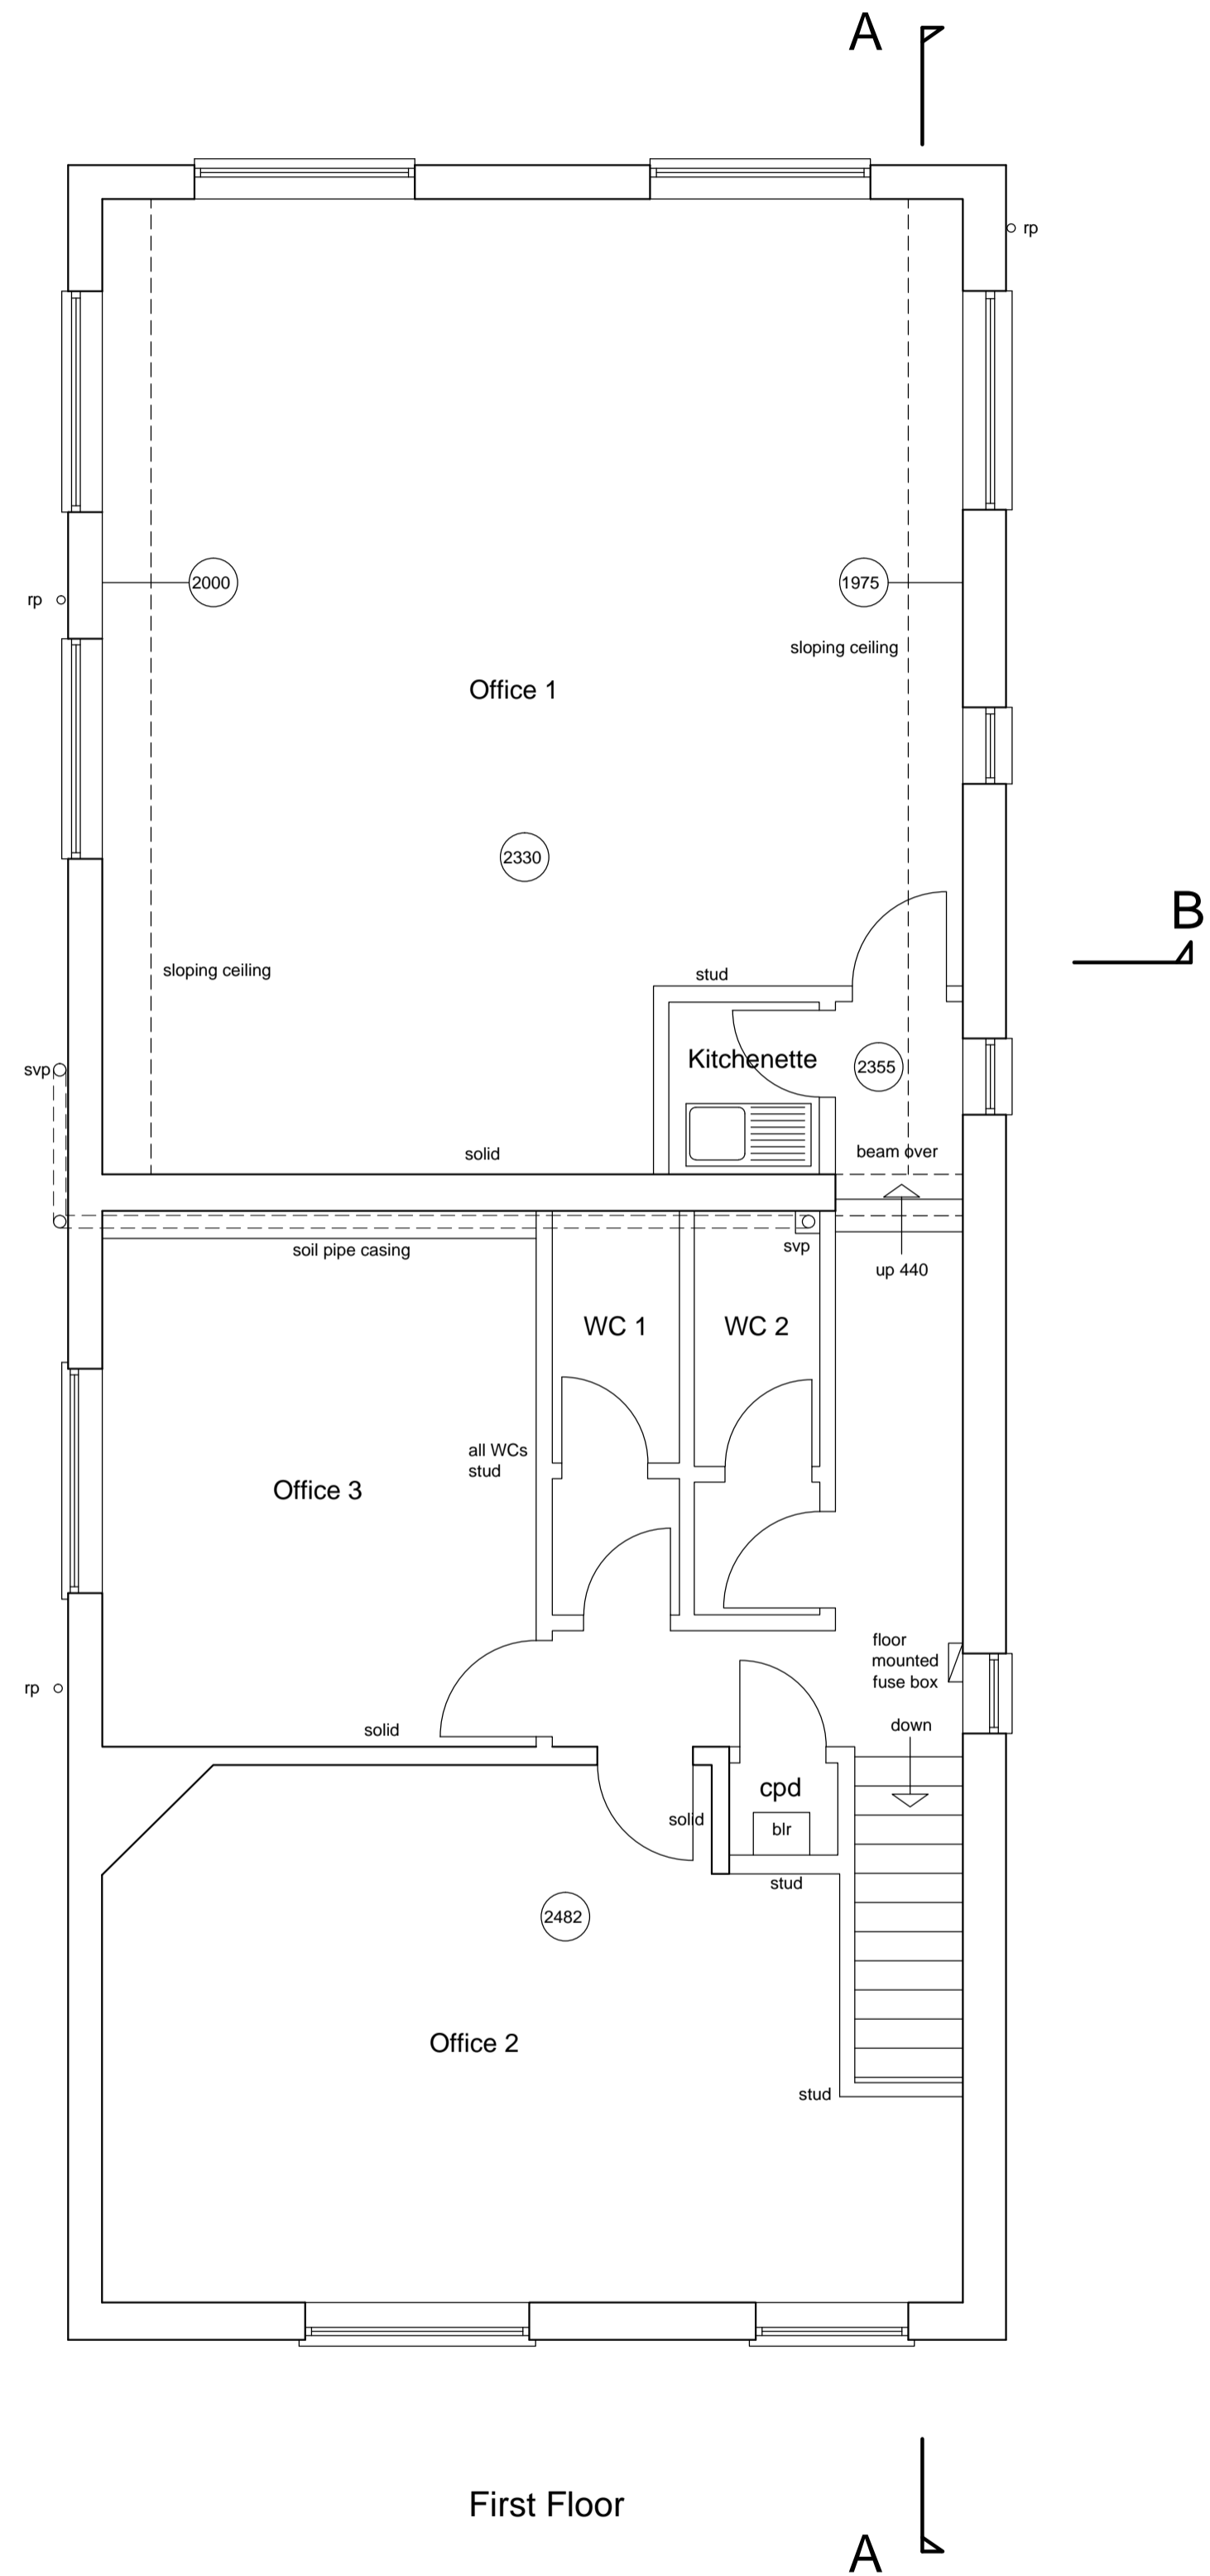 A
rp
2000
1975
rp
sloping ceiling
Office 1
2330
B
sloping ceiling
stud
Kitchenette
2355
svp
solid
beam over
soil pipe casing
svp
up 440
WC 1
WC 2
all WCs
stud
Office 3
floor
mounted
fuse box
rp
solid
down
cpd
solid
blr
stud
2482
Office 2
stud
First Floor
A